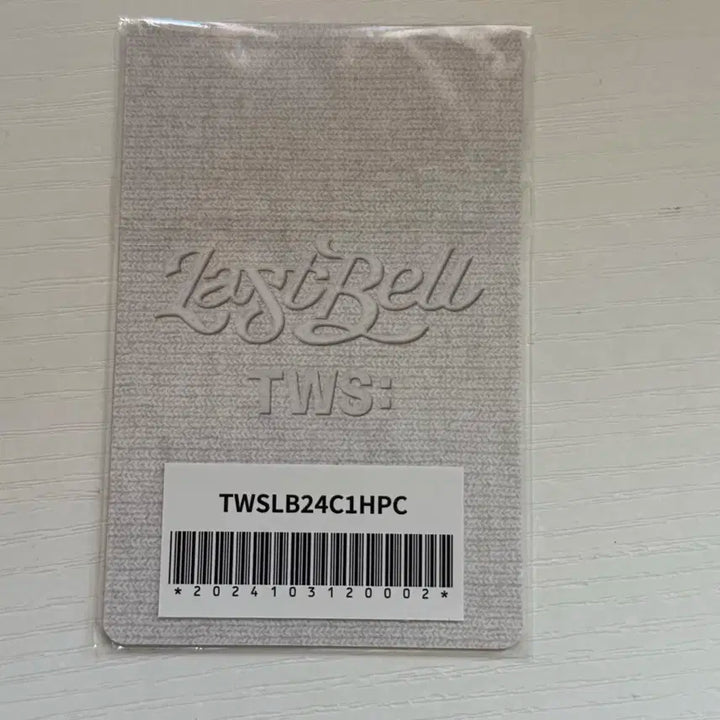 Last Bell
TWS:
TWSLB24C1HPC
*2024103120002*